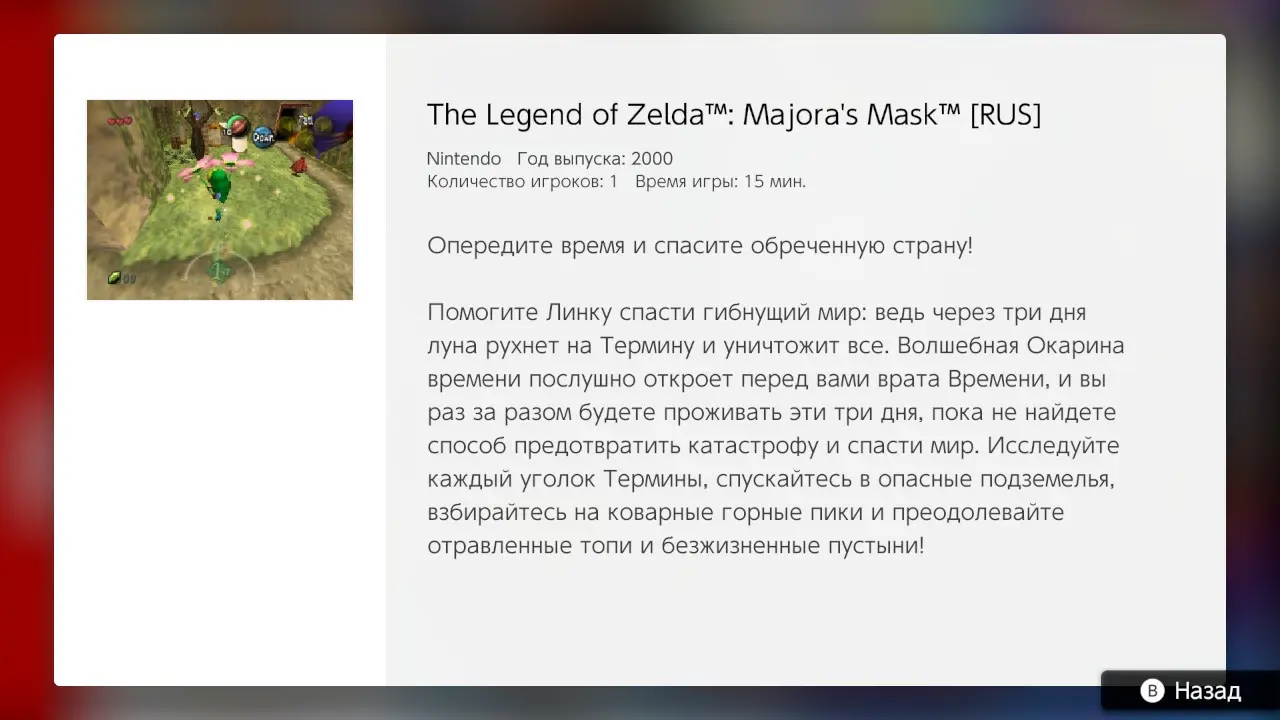 The Legend of Zelda™: Majora's Mask™ [RUS]
Nintendo Год выпуска: 2000
Количество игроков: 1 Время игры: 15 мин.
Опередите время и спасите обреченную страну!
Помогите Линку спасти гибнущий мир: ведь через три дня
луна рухнет на Термину и уничтожит все. Волшебная Окарина
времени послушно откроет перед вами врата Времени, и вы
раз за разом будете проживать эти три дня, пока не найдете
способ предотвратить катастрофу и спасти мир. Исследуйте
каждый уголок Термины, спускайтесь в опасные подземелья,
взбирайтесь на коварные горные пики и преодолевайте
отравленные топи и безжизненные пустыни!
10
Down
1st
B Назад